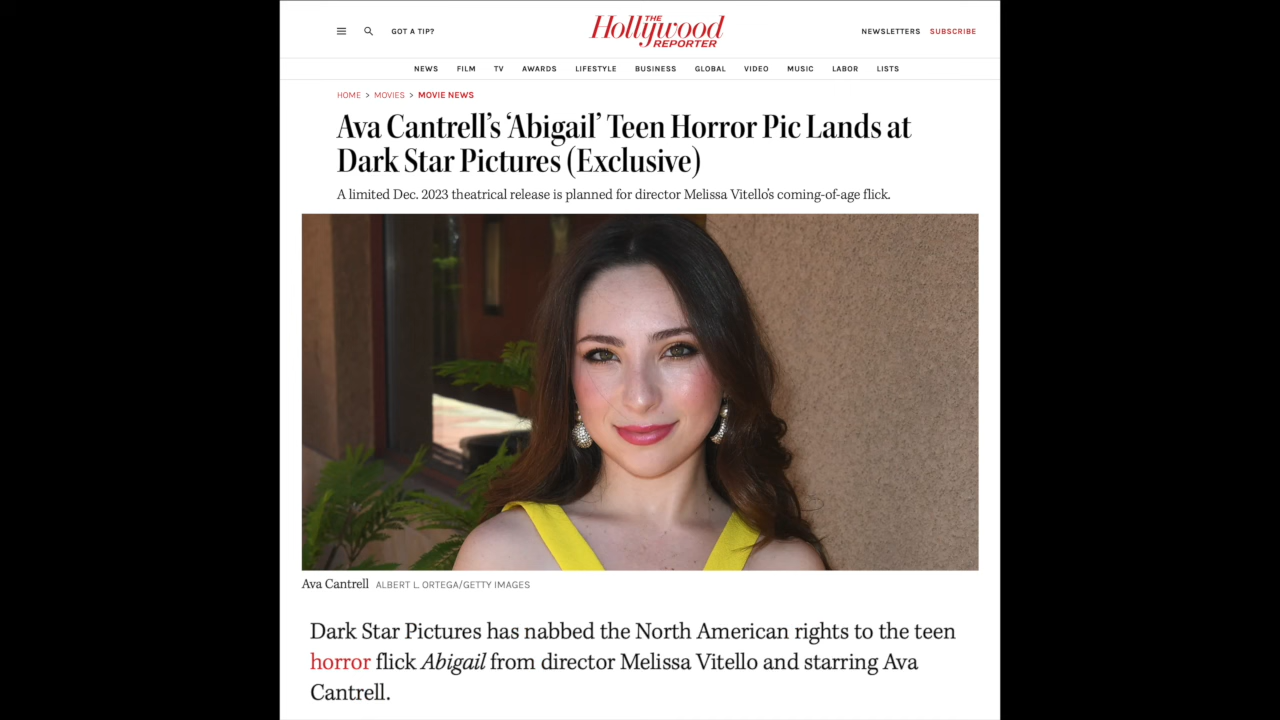 GOT A TIP?
THE
Hollywood
REPORTER
NEWSLETTERS SUBSCRIBE
NEWS FILM TV AWARDS LIFESTYLE BUSINESS GLOBAL VIDEO MUSIC LABOR LISTS
HOME > MOVIES > MOVIE NEWS
Ava Cantrell’s ‘Abigail’ Teen Horror Pic Lands at
Dark Star Pictures (Exclusive)
A limited Dec. 2023 theatrical release is planned for director Melissa Vitello’s coming-of-age flick.
Ava Cantrell ALBERT L. ORTEGA/GETTY IMAGES
Dark Star Pictures has nabbed the North American rights to the teen
horror flick Abigail from director Melissa Vitello and starring Ava
Cantrell.